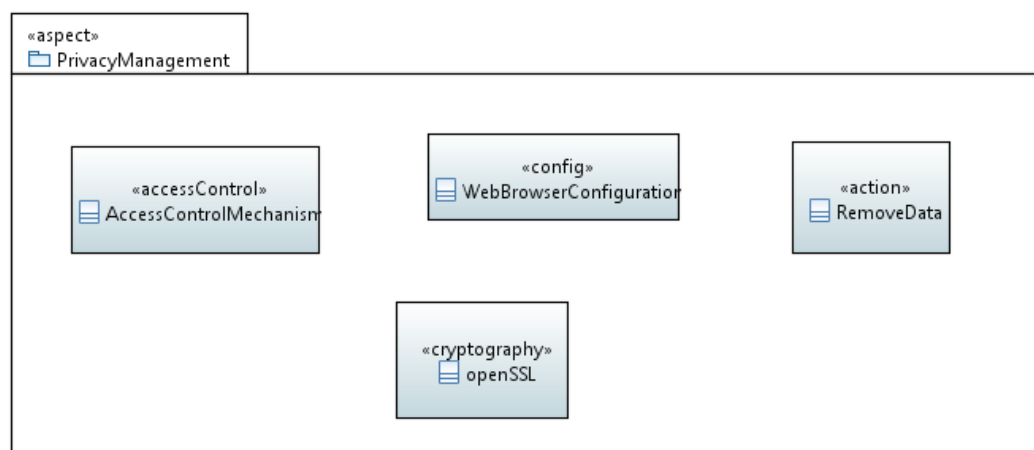 «aspect»
PrivacyManagement
«accessControl»
AccessControlMechanism
«config»
WebBrowserConfiguration
«action»
RemoveData
«cryptography»
openSSL